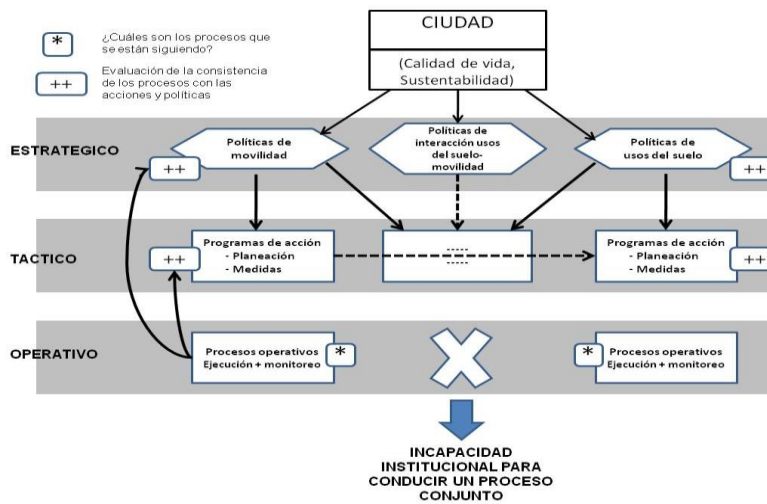 CIUDAD
(Calidad de vida,
Sustentabilidad)
*
¿Cuáles son los procesos que
se están siguiendo?
++
Evaluación de la consistencia
de los procesos con las
acciones y políticas
ESTRATEGICO
Políticas de
movilidad
++
Políticas de
interacción usos
del suelo-
movilidad
Políticas de
usos del suelo
++
TACTICO
++
Programas de acción
- Planeación
- Medidas
-----
-----
Programas de acción
- Planeación
- Medidas
++
OPERATIVO
Procesos operativos
Ejecución + monitoreo
*
*
Procesos operativos
Ejecución + monitoreo
INCAPACIDAD
INSTITUCIONAL PARA
CONDUCIR UN PROCESO
CONJUNTO